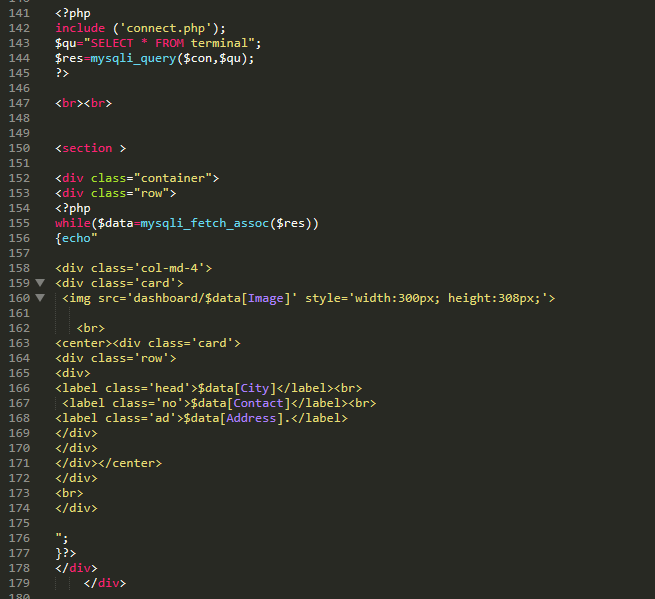 141 <?php
142 include ('connect.php');
143 $qu="SELECT * FROM terminal";
144 $res=mysqli_query($con,$qu);
145 ?>
146
147 <br><br>
148
149
150 <section >
151
152 <div class="container">
153 <div class="row">
154 <?php
155 while($data=mysqli_fetch_assoc($res))
156 {echo"
157
158 <div class='col-md-4'>
159 <div class='card'>
160 <img src='dashboard/$data[Image]' style='width:300px; height:308px;'>
161
162 <br>
163 <center><div class='card'>
164 <div class='row'>
165 <div>
166 <label class='head'>$data[City]</label><br>
167 <label class='no'>$data[Contact]</label><br>
168 <label class='ad'>$data[Address].</label>
169 </div>
170 </div>
171 </div></center>
172 </div>
173 <br>
174 </div>
175
176 ";
177 }?>
178 </div>
179 </div>